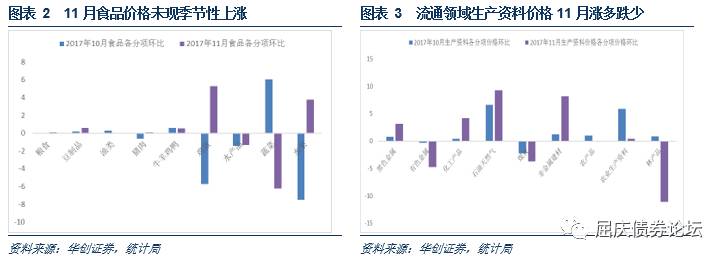 图表 2 11 月食品价格未现季节性上涨
2017年10月食品各分项环比 2017年11月食品各分项环比
8
6
4
2
0
-2
-4
-6
-8
-10
粮食 豆制品 油类 猪肉 牛羊鸡鸭 水产品 蔬菜
资料来源：华创证券，统计局
图表 3 流通领域生产资料价格 11 月涨多跌少
2017年10月生产资料各分项价格环比 2017年11月生产资料各分项价格环比
15
10
5
0
-5
-10
-15
黑色金属 有色金属 化工产品 石油天然气 煤炭 非金属建材 农产品 农业生产资料 林产品
资料来源：华创证券，统计局
屈庆债券论坛